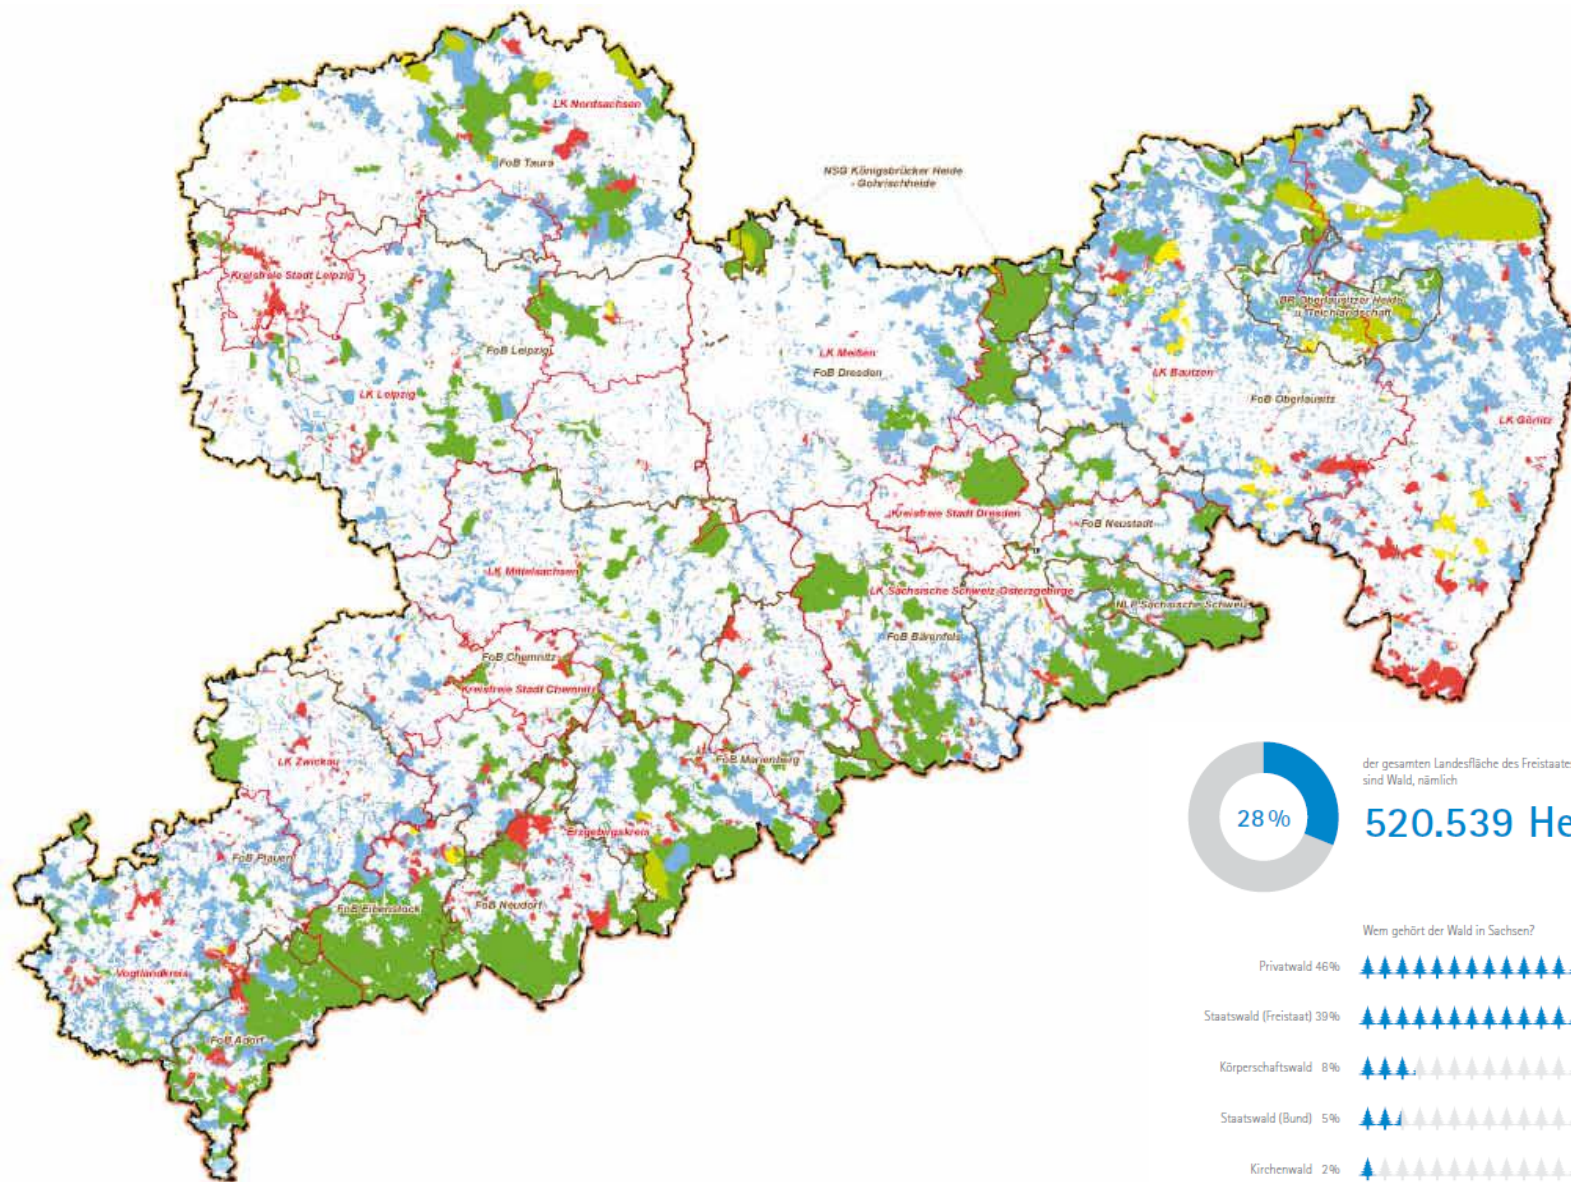 LK Nordsachsen
FoB Taura
NSG Königsbrücker Heide
- Gohrischheide
Kreisfreie Stadt Leipzig
BR Oberlausitzer Heide-
u. Teichlandschaft
FoB Leipzig
LK Meißen
FoB Dresden
LK Bautzen
LK Leipzig
FoB Oberlausitz
LK Görlitz
Kreisfreie Stadt Dresden
FoB Neustadt
LK Mittelsachsen
LK Sächsische Schweiz-Osterzgebirge
NLP Sächsische Schweiz
FoB Bärenfels
FoB Chemnitz
Kreisfreie Stadt Chemnitz
LK Zwickau
FoB Marienberg
Erzgebirgskreis
FoB Plauen
FoB Eibenstock
FoB Neudorf
Vogtlandkreis
FoB Adorf
28 %
der gesamten Landesfläche des Freistaates
sind Wald, nämlich
520.539 He
Wem gehört der Wald in Sachsen?
Privatwald 46%
Staatswald (Freistaat) 39%
Körperschaftswald 8%
Staatswald (Bund) 5%
Kirchenwald 2%